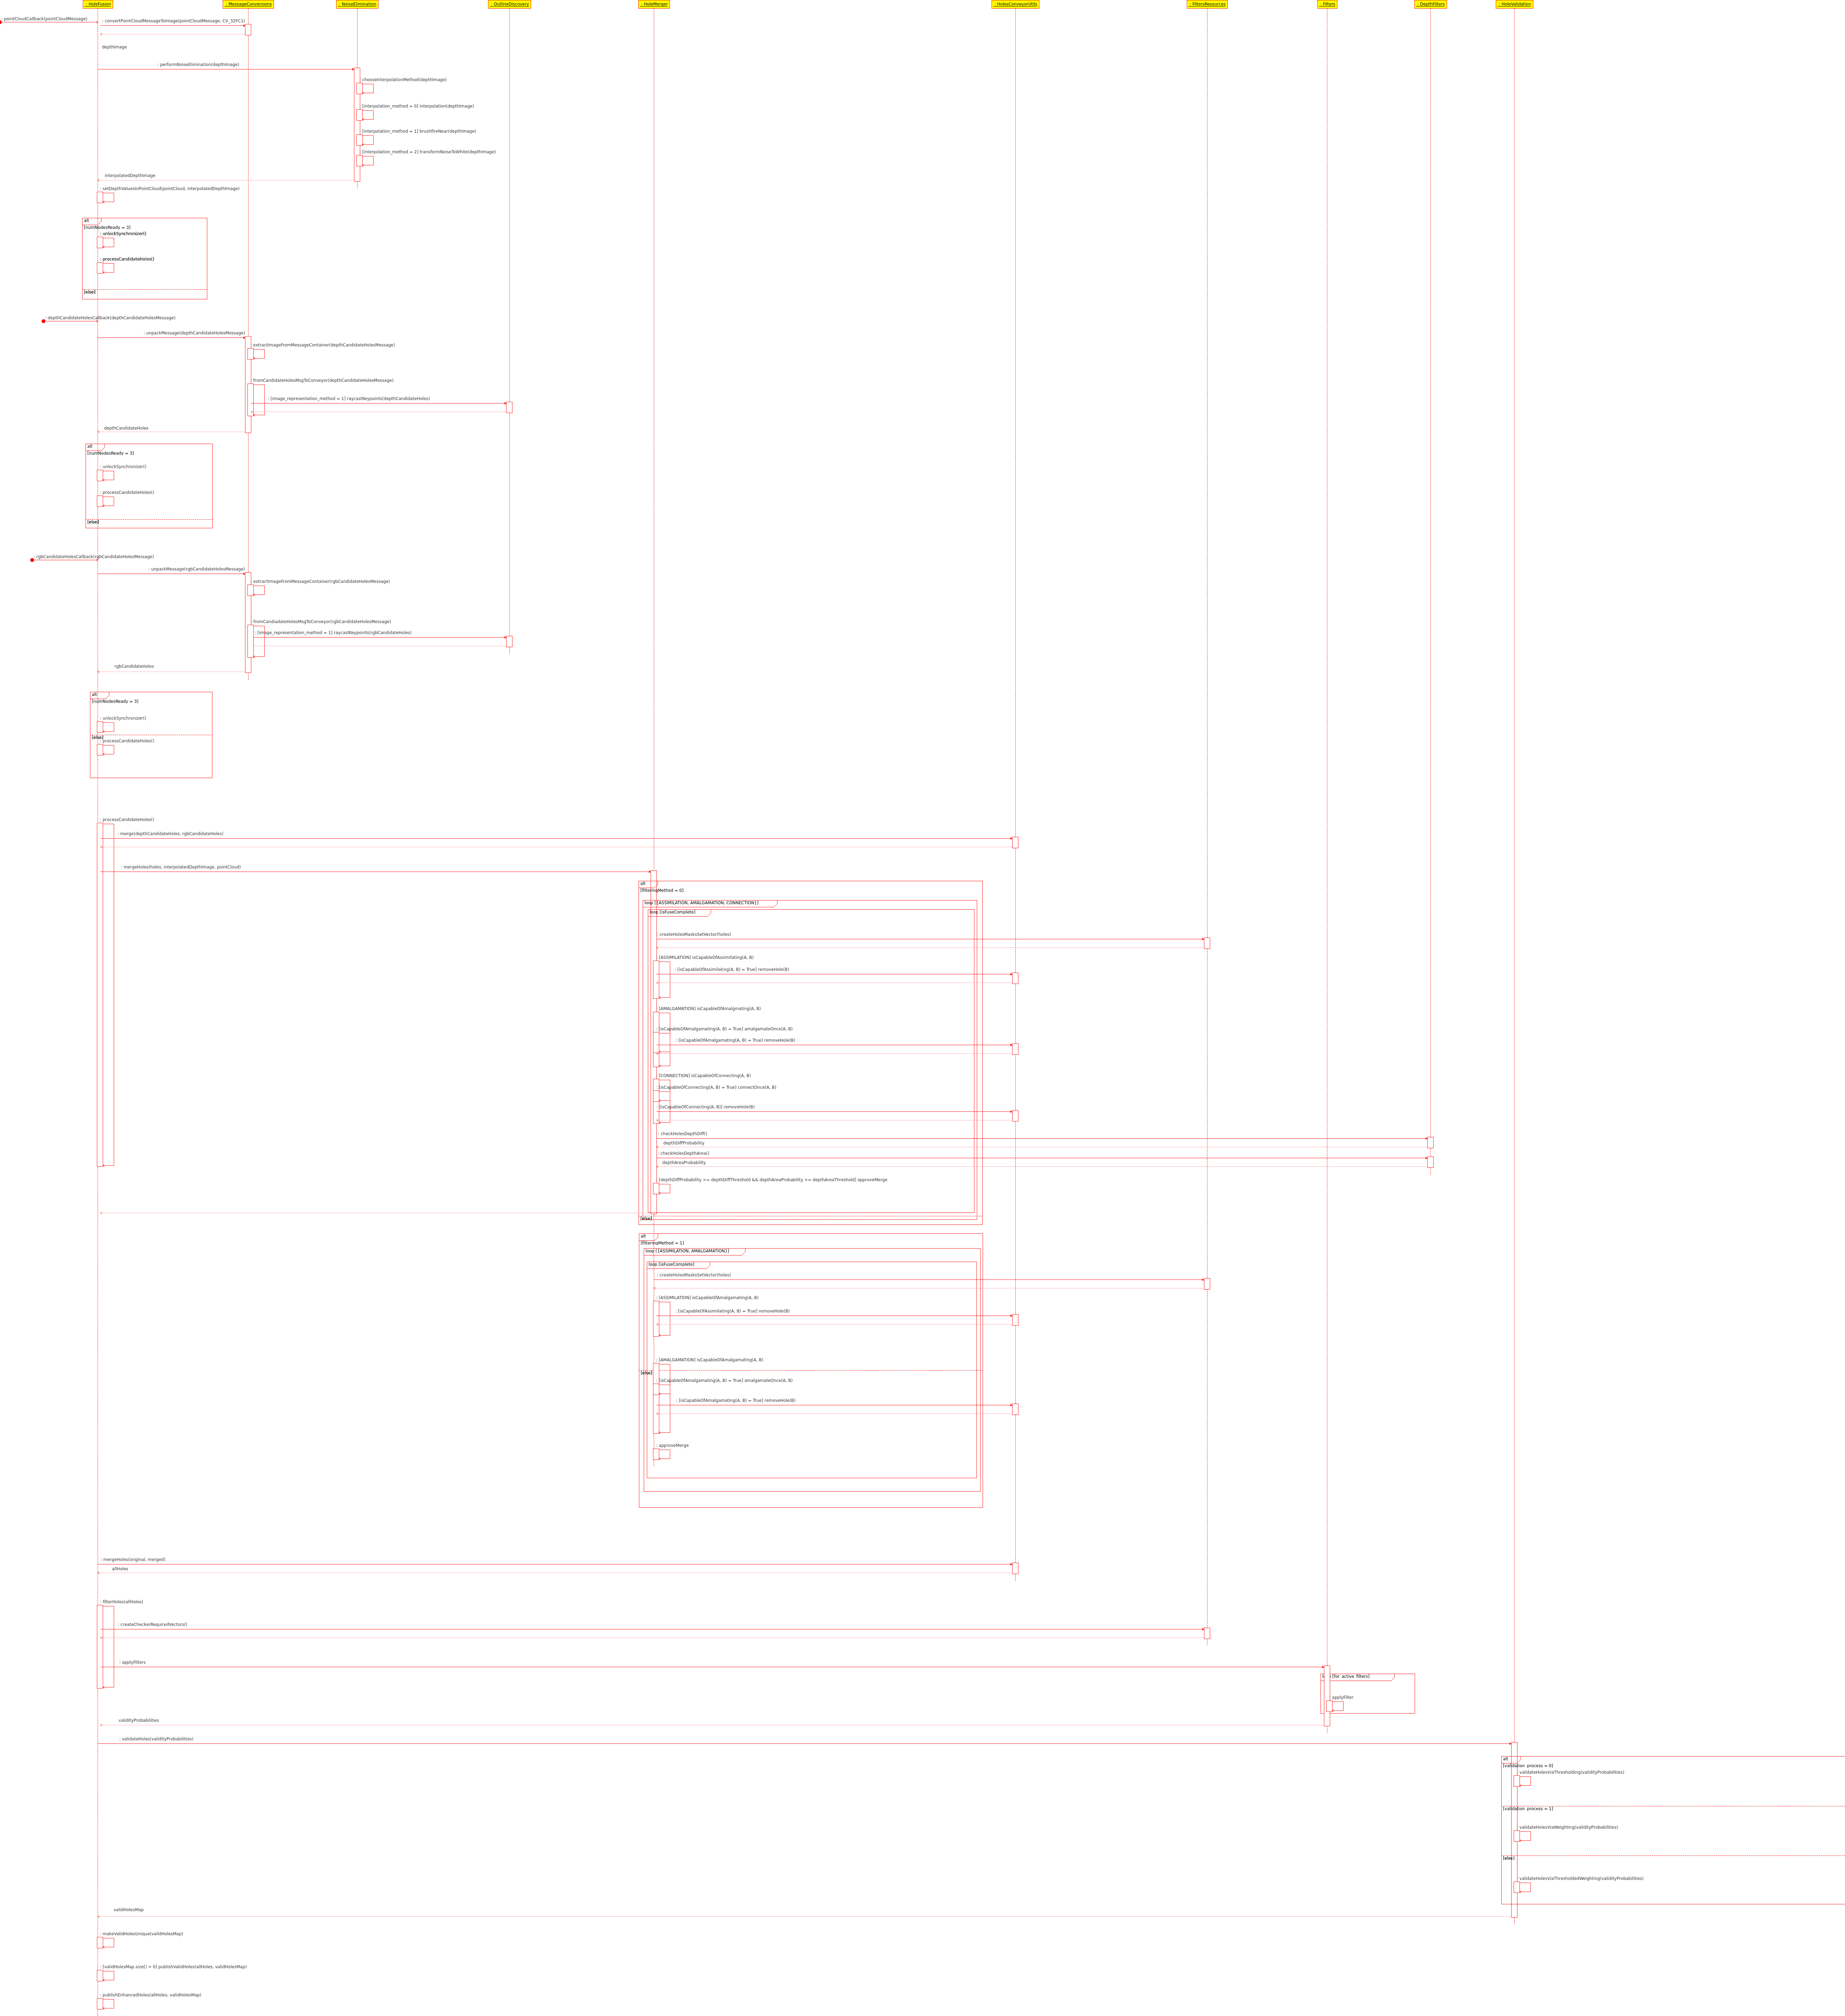 : HoleFusion
: MessageConversions
: NoiseElimination
: OutlineDiscovery
: HoleMerger
: HolesConveyorUtils
: FiltersResources
: Filters
: DepthFilters
: HoleValidation
pointCloudCallback(pointCloudMessage)
: convertPointCloudMessageToImage(pointCloudMessage, CV_32FC1)
depthImage
: performNoiseElimination(depthImage)
chooseInterpolationMethod(depthImage)
[interpolation_method = 0] interpolation(depthImage)
[interpolation_method = 1] brushfireNear(depthImage)
[interpolation_method = 2] transformNoiseToWhite(depthImage)
interpolatedDepthImage
: setDepthValuesInPointCloud(pointCloud, interpolatedDepthImage)
alt
[numNodesReady = 3]
: unlockSynchronizer()
: processCandidateHoles()
[else]
: depthCandidateHolesCallback(depthCandidateHolesMessage)
: unpackMessage(depthCandidateHolesMessage)
extractImageFromMessageContainer(depthCandidateHolesMessage)
fromCandidateHolesMsgToConveyor(depthCandidateHolesMessage)
: [image_representation_method = 1] raycastWaypoints(depthCandidateHoles)
depthCandidateHoles
alt
[numNodesReady = 3]
: unlockSynchronizer()
: processCandidateHoles()
[else]
: rgbCandidateHolesCallback(rgbCandidateHolesMessage)
: unpackMessage(rgbCandidateHolesMessage)
extractImageFromMessageContainer(rgbCandidateHolesMessage)
fromCandiadateHolesMsgToConveyor(rgbCandidateHolesMessage)
: [image_representation_method = 1] raycastWaypoints(rgbCandidateHoles)
rgbCandidateHoles
alt
[numNodesReady = 3]
: unlockSynchronizer()
[else]
: processCandidateHoles()
: processCandidateHoles()
: merge(depthCandidateHoles, rgbCandidateHoles)
: mergeHoles(holes, interpolatedDepthImage, pointCloud)
alt
[filteringMethod = 0]
loop [{ASSIMILATION, AMALGAMATION, CONNECTION}]
loop [isFuseComplete]
: createHolesMasksSetVector(holes)
[ASSIMILATION] isCapableOfAssimilating(A, B)
: [isCapableOfAssimilating(A, B) = True] removeHole(B)
[AMALGAMATION] isCapableOfAmalgmating(A, B)
: [isCapableOfAmalgamating(A, B) = True] amalgamateOnce(A, B)
: [isCapableOfAmalgamating(A, B) = True] removeHole(B)
[CONNECTION] isCapableOfConnecting(A, B)
: [isCapableOfConnecting(A, B) = True] connectOnce(A, B)
[isCapableOfConnecting(A, B)] removeHole(B)
: checkHolesDepthDiff()
depthDiffProbability
: checkHolesDepthArea()
depthAreaProbability
[depthDiffProbability >= depthDiffThreshold && depthAreaProbability >= depthAreaThreshold] approveMerge
[else]
alt
[filteringMethod = 1]
loop [{ASSIMILATION, AMALGAMATION}]
loop [isFuseComplete]
: createHolesMasksSetVector(holes)
: [ASSIMILATION] isCapableOfAmalgamating(A, B)
: [isCapableOfAssimilating(A, B) = True] removeHole(B)
: [AMALGAMATION] isCapableOfAmalgamating(A, B)
[else]
: [isCapableOfAmalgamating(A, B) = True] amalgamateOnce(A, B)
: [isCapableOfAmalgamating(A, B) = True] removeHole(B)
: approveMerge
: mergeHoles(original, merged)
allHoles
: filterHoles(allHoles)
: createCheckerRequiredVectors()
: applyFilters
[for active filters]
applyFilter
validityProbabilities
: validateHoles(validityProbabilities)
alt
[validation process = 0]
validateHolesViaThresholding(validityProbabilities)
[validation process = 1]
validateHolesViaWeighting(validityProbabilities)
[else]
validateHolesViaThresholdedWeighting(validityProbabilities)
validHolesMap
: makeValidHolesUnique(validHolesMap)
: [validHolesMap.size() > 0] publishValidHoles(allHoles, validHolesMap)
: publishEnhancedHoles(allHoles, validHolesMap)